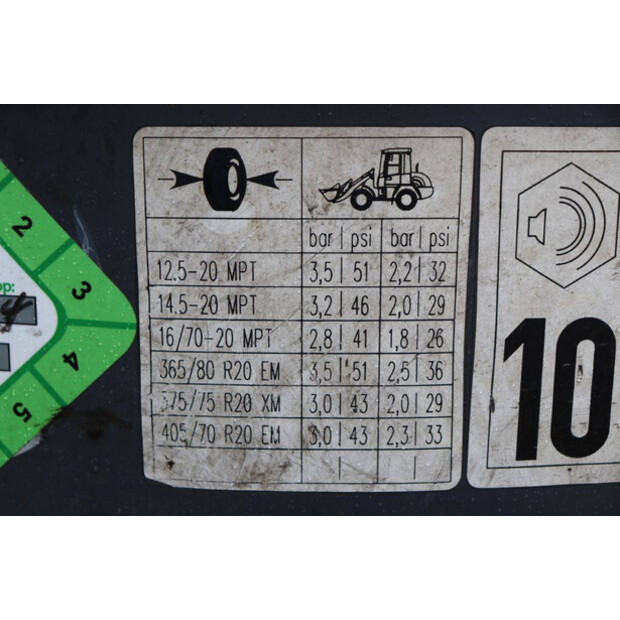 bar | psi bar | psi
12.5-20 MPT 3,5 | 51 2,2 | 32
14.5-20 MPT 3,2 | 46 2,0 | 29
16/70-20 MPT 2,8 | 41 1,8 | 26
365/80 R20 EM 3,5 | 51 2,5 | 36
375/75 R20 XM 3,0 | 43 2,0 | 29
405/70 R20 EM 3,0 | 43 2,3 | 33
10
op:
2
3
4
5